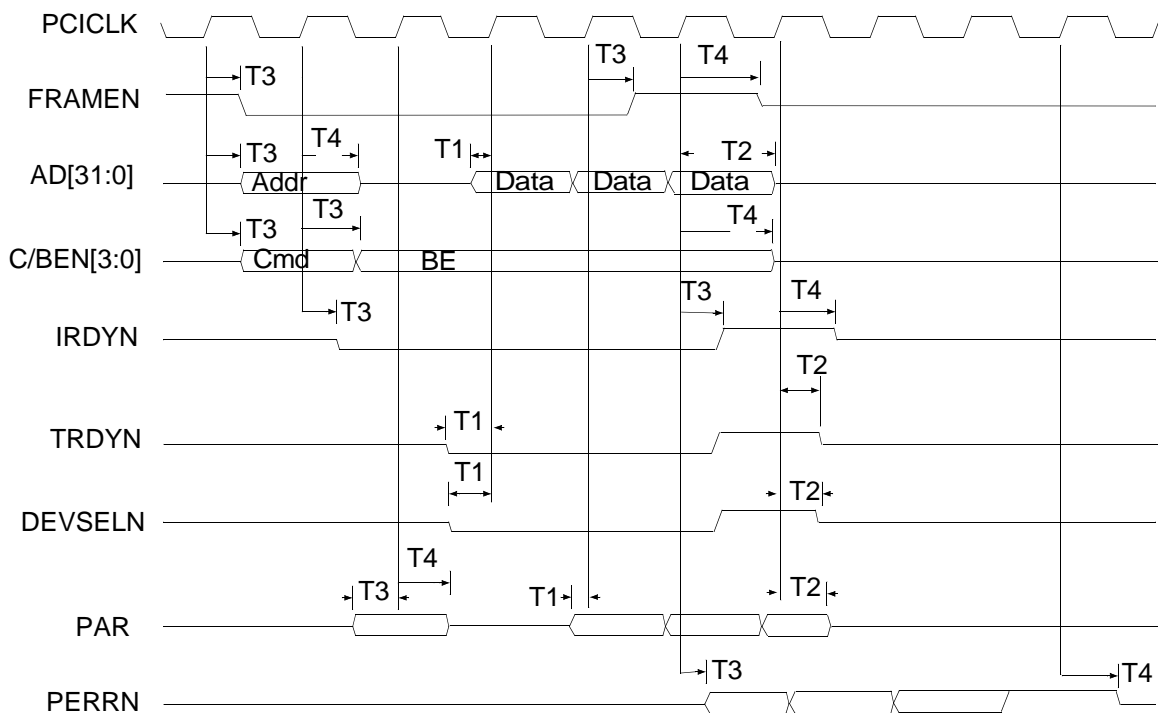 PCICLK
T3 T3 T4
FRAMEN
T3 T4 T1 T2
AD[31:0] Addr Data Data Data
T3 T3 T4
C/BEN[3:0] Cmd BE
T3 T3 T4
IRDYN
T2
T1
TRDYN
T1
T2
DEVSELN
T4
T3 T1 T2
PAR
T3 T4
PERRN